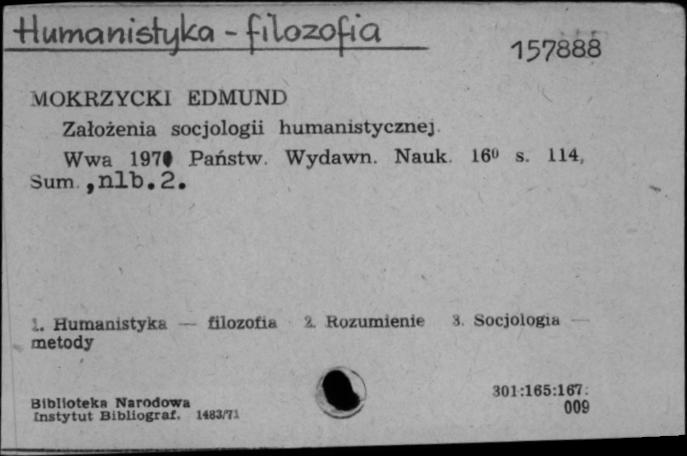 Humanistyka - filozofia
157888
MOKRZYCKI EDMUND
Założenia socjologii humanistycznej.
Wwa Państw. Wydawn. Nauk. 16⁰ s. 114,
Sum. ,nlb.2.
1. Humanistyka — filozofia 2. Rozumienie 3. Socjologia —
metody
Biblioteka Narodowa
Instytut Bibliograf. 1483/71
301:165:167:
009